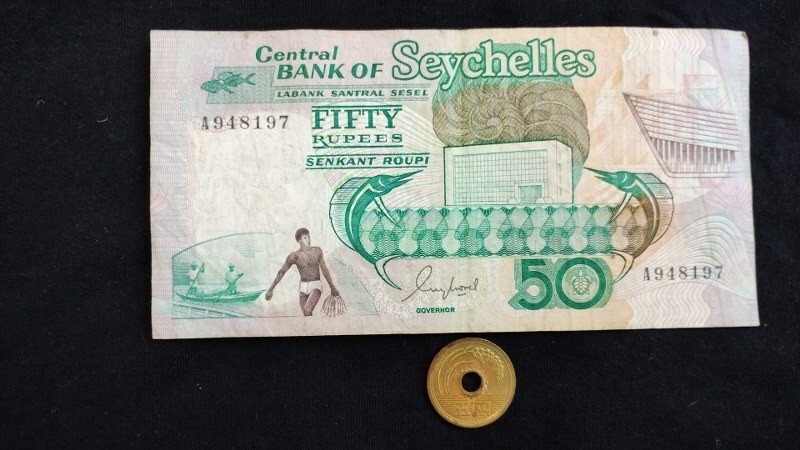 Central
BANK OF Seychelles
LABANK SANTRAL SESEL
A948197
FIFTY
RUPEES
SENKANT ROUPI
A948197
50
GOVERNOR